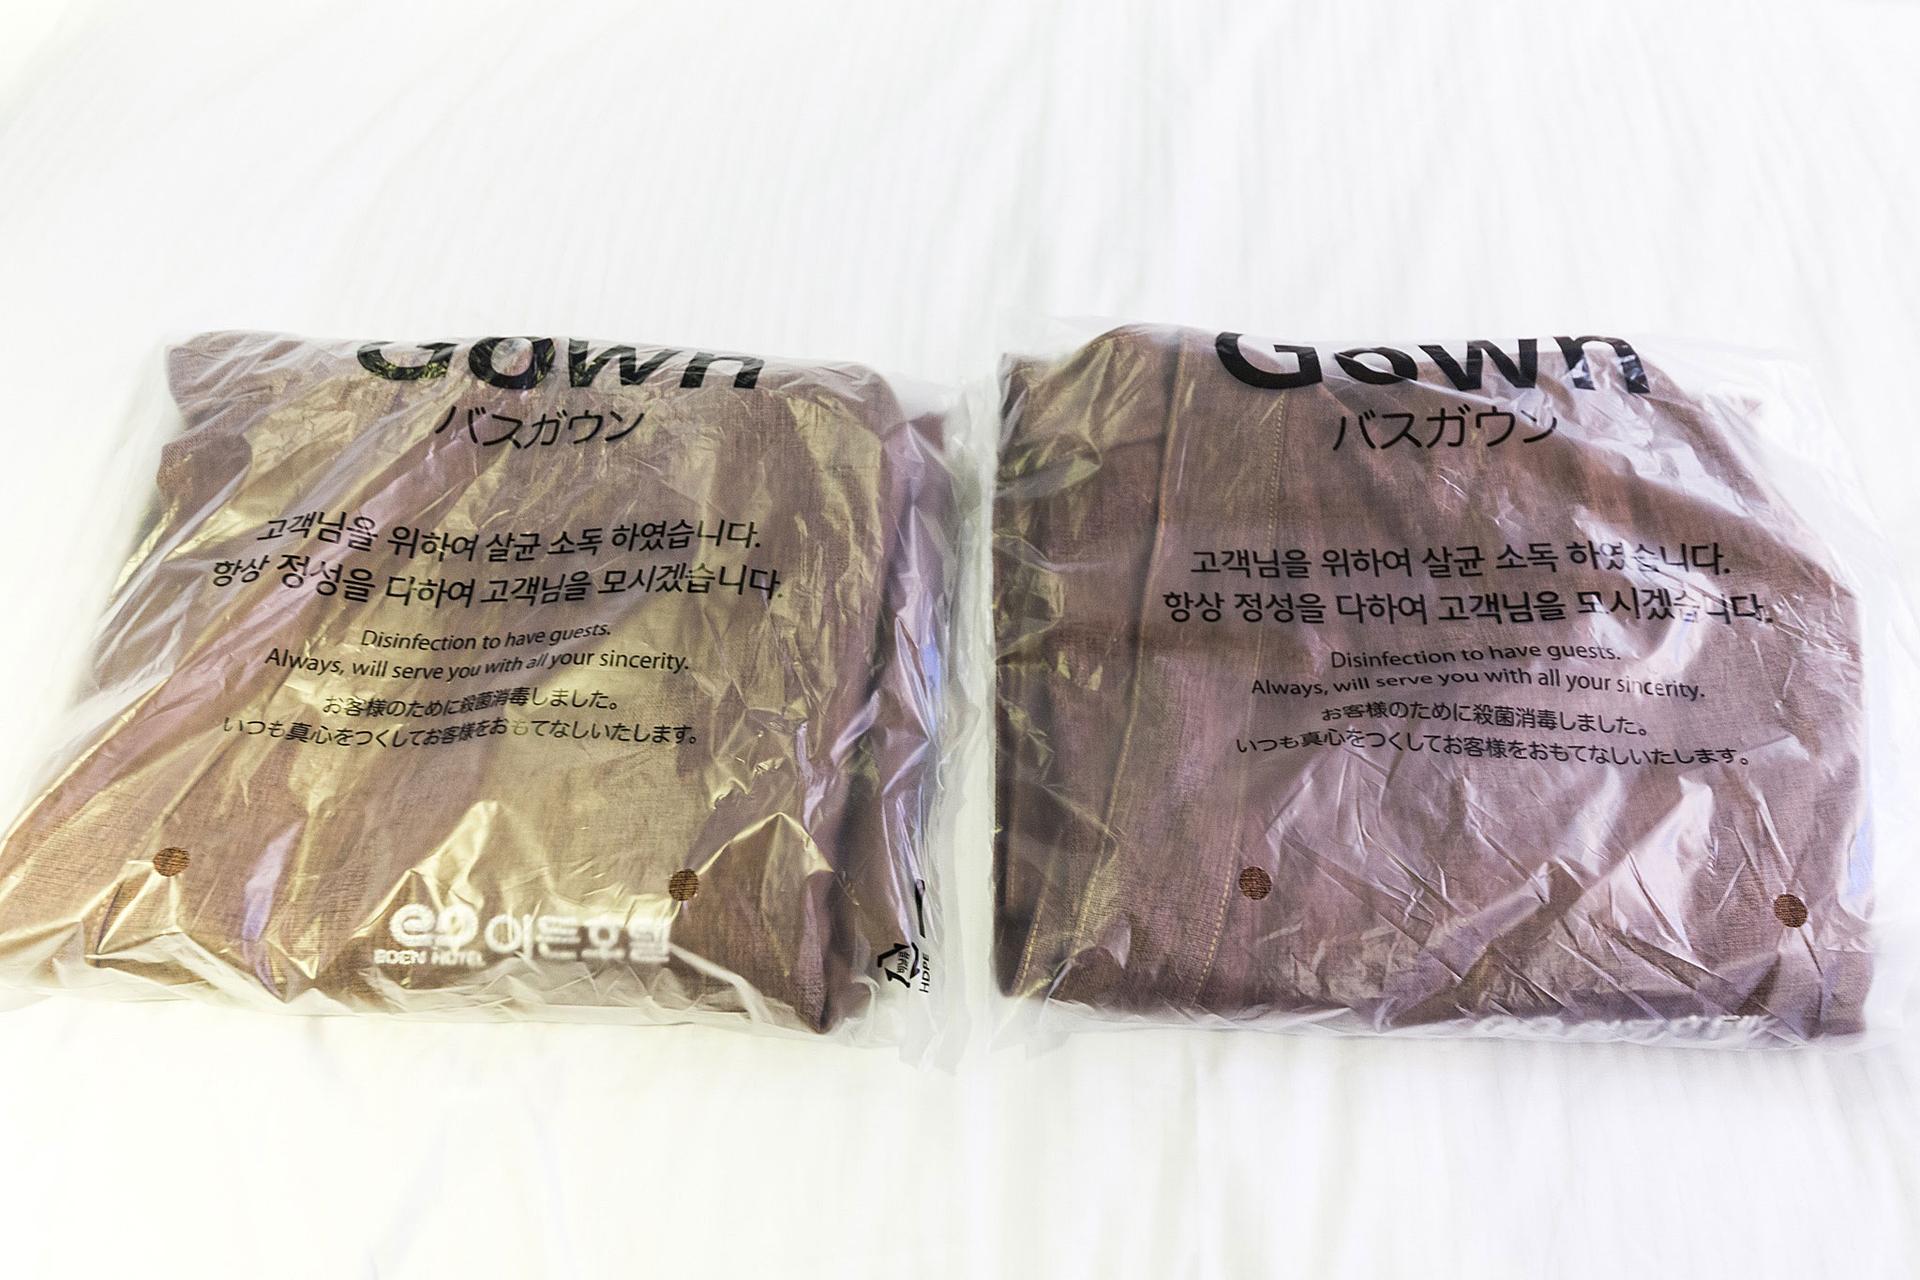 Gown
バスガウン
고객님을 위하여 살균 소독 하였습니다.
항상 정성을 다하여 고객님을 모시겠습니다.
Disinfection to have guests.
Always, will serve you with all your sincerity.
お客様のために殺菌消毒しました。
いつも真心をつくしてお客様をおもてなしいたします。
이든호텔
EDEN HOTEL
HDPE
Gown
バスガウン
고객님을 위하여 살균 소독 하였습니다.
항상 정성을 다하여 고객님을 모시겠습니다.
Disinfection to have guests.
Always, will serve you with all your sincerity.
お客様のために殺菌消毒しました。
いつも真心をつくしてお客様をおもてなしいたします。